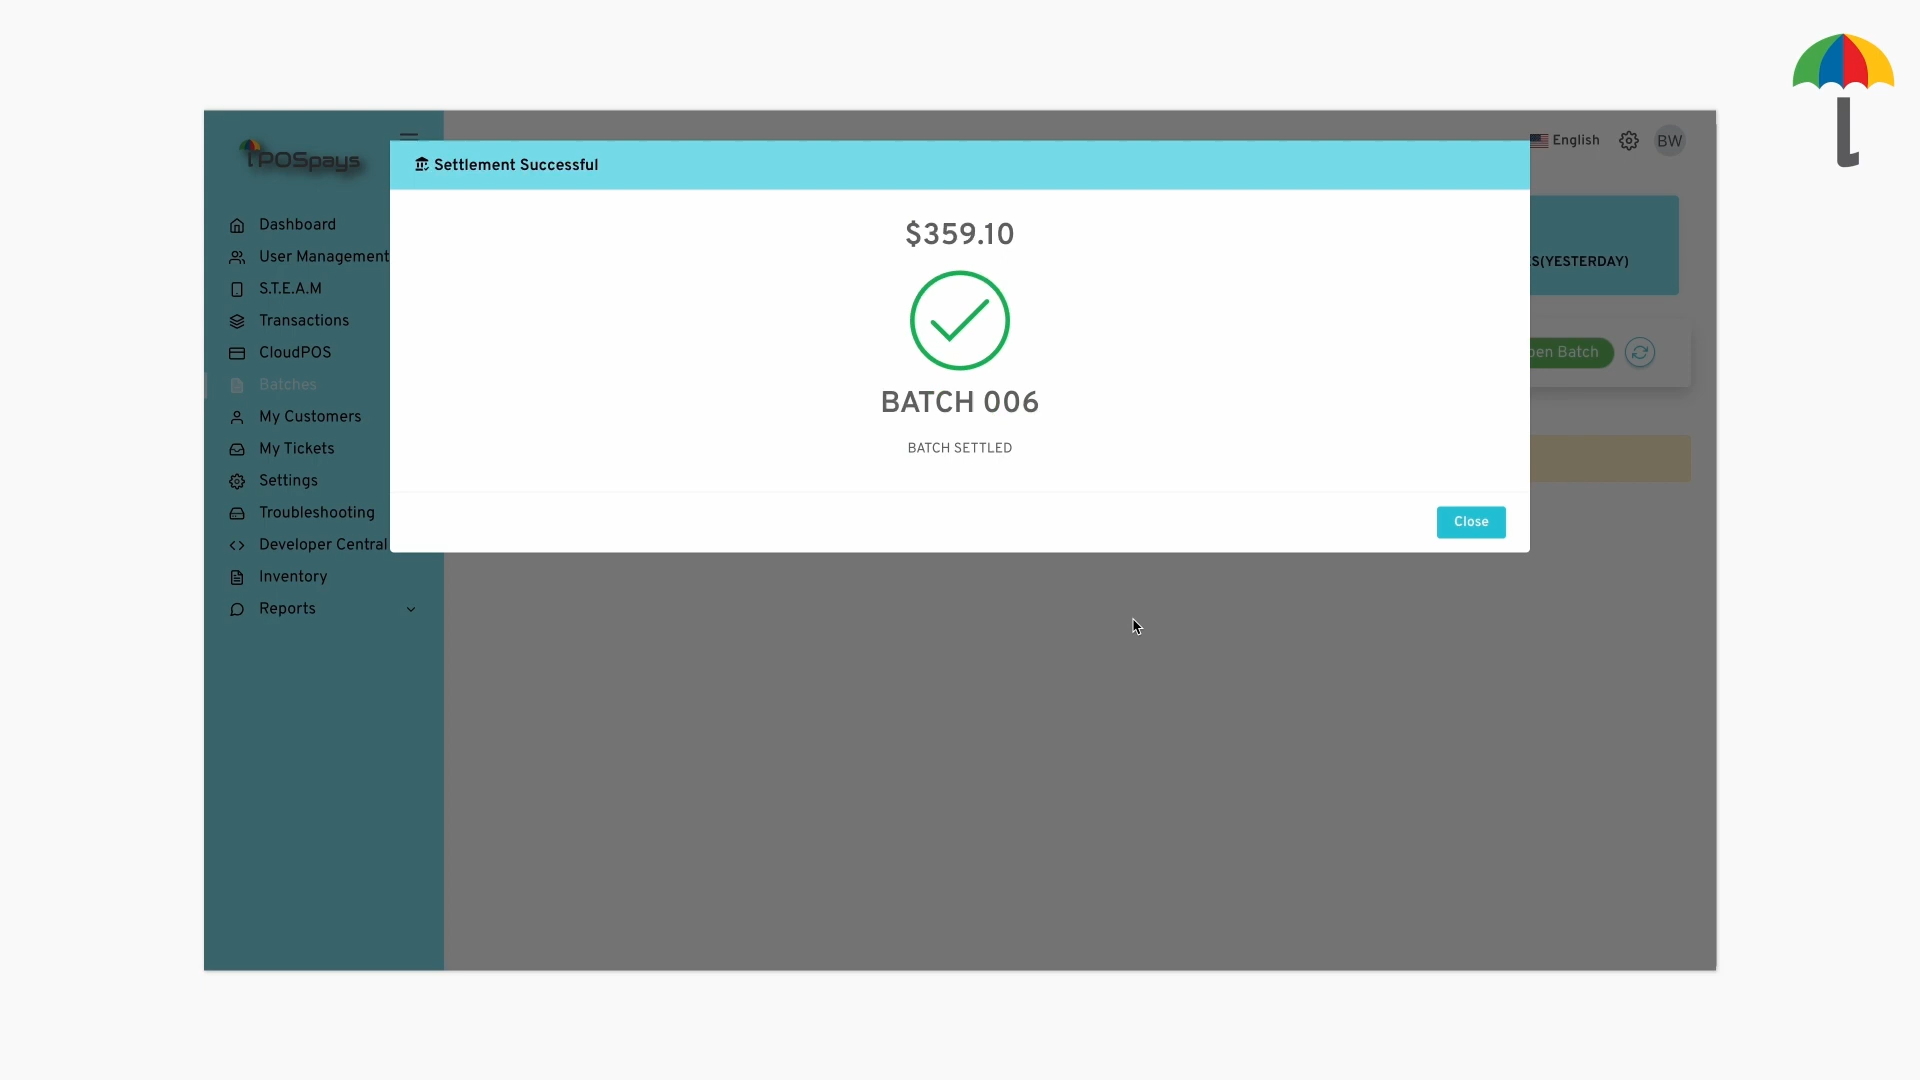 iPOSpays
English
BW
Settlement Successful
$359.10
BATCH 006
BATCH SETTLED
Close
Dashboard
User Management
S.T.E.A.M
Transactions
CloudPOS
Batches
My Customers
My Tickets
Settings
Troubleshooting
Developer Central
Inventory
Reports
(YESTERDAY)
Batch